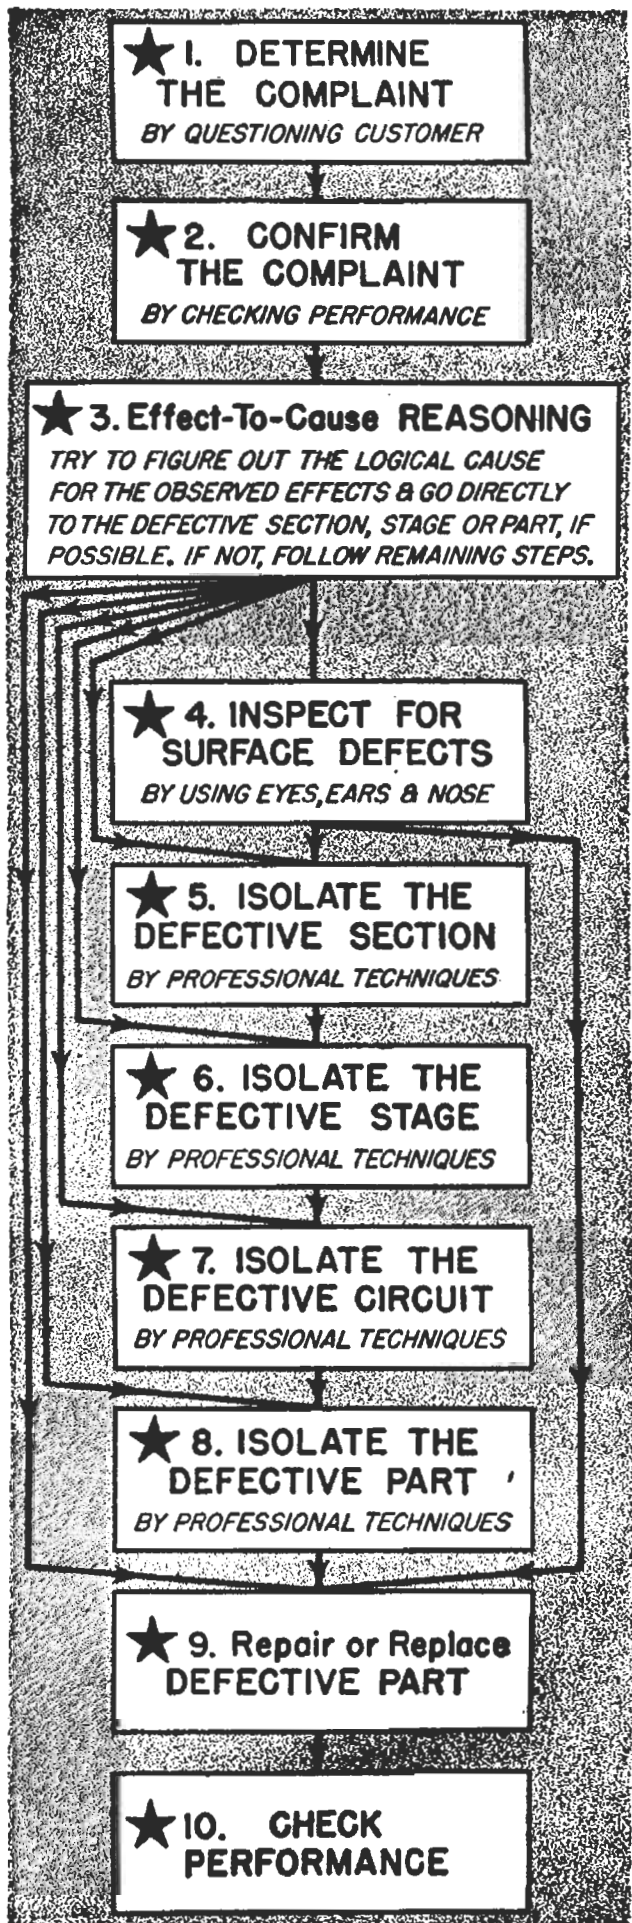 ★1. DETERMINE
THE COMPLAINT
BY QUESTIONING CUSTOMER
★2. CONFIRM
THE COMPLAINT
BY CHECKING PERFORMANCE
★3. Effect-To-Cause REASONING
TRY TO FIGURE OUT THE LOGICAL CAUSE
FOR THE OBSERVED EFFECTS & GO DIRECTLY
TO THE DEFECTIVE SECTION, STAGE OR PART, IF
POSSIBLE. IF NOT, FOLLOW REMAINING STEPS.
★4. INSPECT FOR
SURFACE DEFECTS
BY USING EYES, EARS & NOSE
★5. ISOLATE THE
DEFECTIVE SECTION
BY PROFESSIONAL TECHNIQUES
★6. ISOLATE THE
DEFECTIVE STAGE
BY PROFESSIONAL TECHNIQUES
★7. ISOLATE THE
DEFECTIVE CIRCUIT
BY PROFESSIONAL TECHNIQUES
★8. ISOLATE THE
DEFECTIVE PART
BY PROFESSIONAL TECHNIQUES
★9. Repair or Replace
DEFECTIVE PART
★10. CHECK
PERFORMANCE